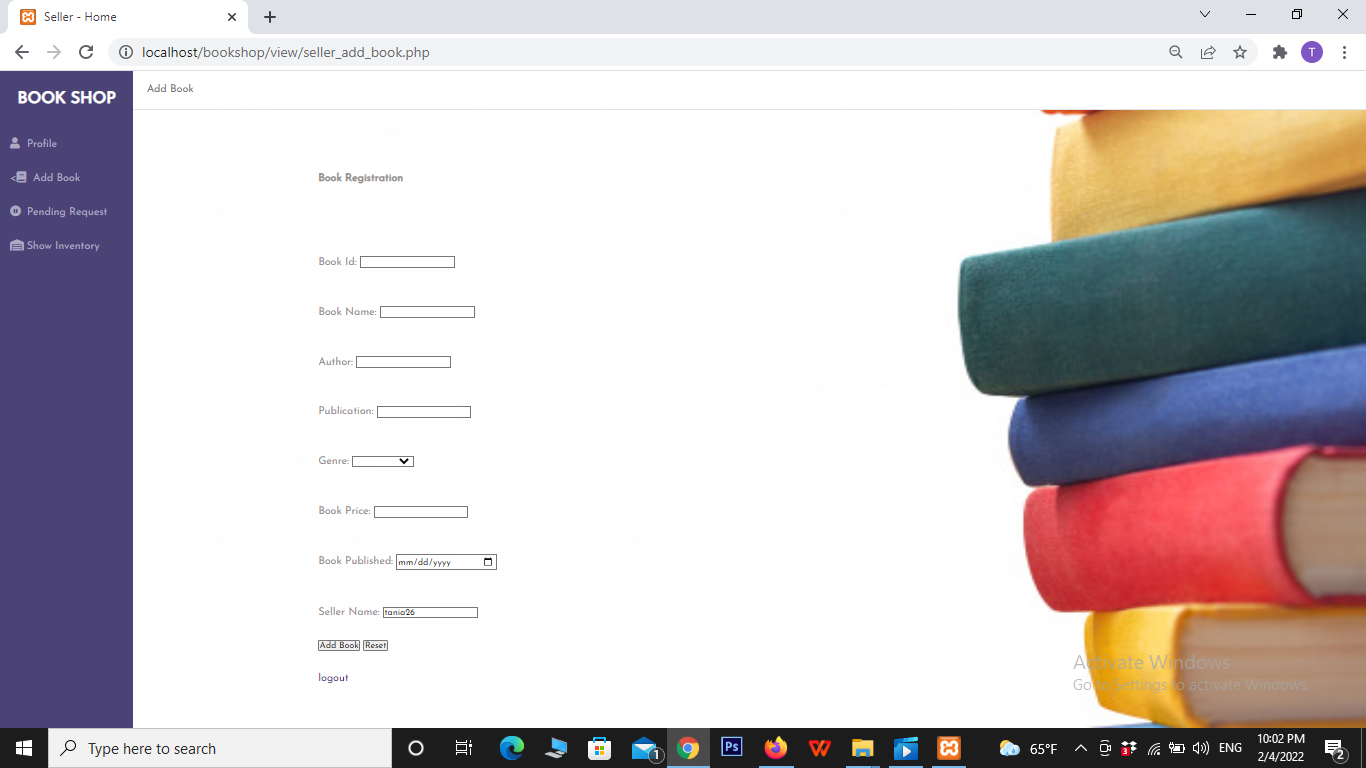 Seller - Home
localhost/bookshop/view/seller_add_book.php
T
BOOK SHOP
Add Book
Profile
< Add Book
Pending Request
Show Inventory
Book Registration
Book Id:
Book Name:
Author:
Publication:
Genre:
Book Price:
Book Published: mm/dd/yyyy
Seller Name: tania26
Add Book Reset
logout
Activate Windows
Go to Settings to activate Windows.
Type here to search
1
Ps
65°F
3
ENG
10:02 PM
2/4/2022
2